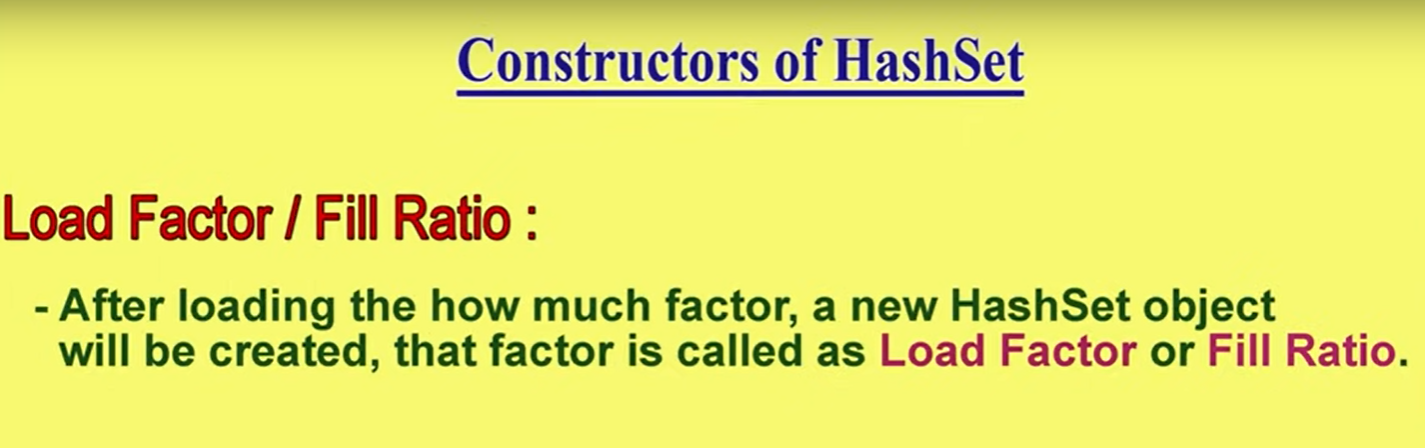 Constructors of HashSet
Load Factor / Fill Ratio :
- After loading the how much factor, a new HashSet object
will be created, that factor is called as Load Factor or Fill Ratio.